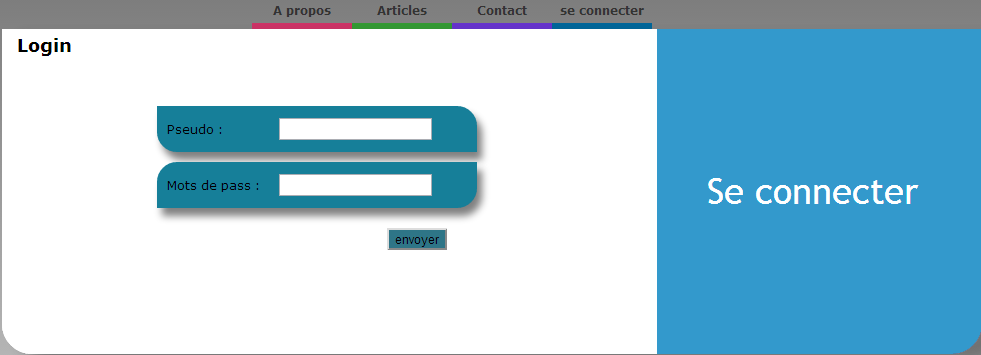 A propos Articles Contact se connecter
Login
Pseudo :
Mots de pass :
envoyer
Se connecter